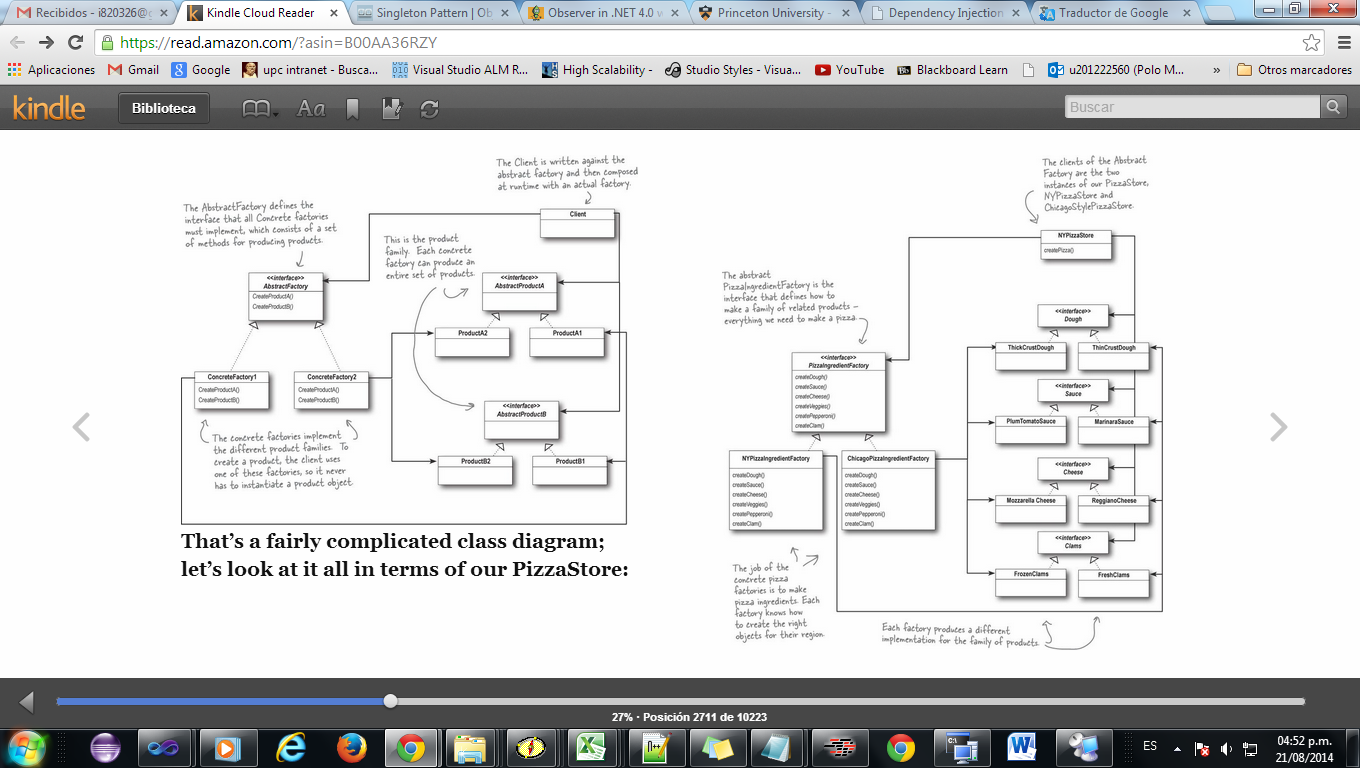 Recibidos - i820326@g
Kindle Cloud Reader
Singleton Pattern | Ob
Observer in .NET 4.0 w
Princeton University -
Dependency Injection
Traductor de Google
https://read.amazon.com/?asin=B00AA36RZY
Aplicaciones
Gmail
Google
upc intranet - Busca...
Visual Studio ALM R...
High Scalability -
Studio Styles - Visua...
YouTube
Blackboard Learn
u201222560 (Polo M...
»
Otros marcadores
kindle
Biblioteca
Aa
Buscar
The Client is written against the
abstract factory and then composed
at runtime with an actual factory.
The AbstractFactory defines the
interface that all Concrete factories
must implement, which consists of a set
of methods for producing products.
This is the product
family. Each concrete
factory can produce an
entire set of products.
Client
<<interface>>
AbstractFactory
CreateProductA()
CreateProductB()
<<interface>>
AbstractProductA
ProductA2
ProductA1
ConcreteFactory1
CreateProductA()
CreateProductB()
ConcreteFactory2
CreateProductA()
CreateProductB()
<<interface>>
AbstractProductB
ProductB2
ProductB1
The concrete factories implement
the different product families. To
create a product, the client uses
one of these factories, so it never
has to instantiate a product object.
That’s a fairly complicated class diagram;
let’s look at it all in terms of our PizzaStore:
The clients of the Abstract
Factory are the two
instances of our PizzaStore,
NYPizzaStore and
ChicagoStylePizzaStore.
NYPizzaStore
createPizza()
The abstract
PizzaIngredientFactory is the
interface that defines how to
make a family of related products –
everything we need to make a pizza.
<<interface>>
PizzaIngredientFactory
createDough()
createSauce()
createCheese()
createVeggies()
createPepperoni()
createClam()
NYPizzaIngredientFactory
createDough()
createSauce()
createCheese()
createVeggies()
createPepperoni()
createClam()
ChicagoPizzaIngredientFactory
createDough()
createSauce()
createCheese()
createVeggies()
createPepperoni()
createClam()
<<interface>>
Dough
ThickCrustDough
ThinCrustDough
<<interface>>
Sauce
PlumTomatoSauce
MarinaraSauce
<<interface>>
Cheese
Mozzarella Cheese
ReggianoCheese
<<interface>>
Clams
FrozenClams
FreshClams
The job of the
concrete pizza
factories is to make
pizza ingredients. Each
factory knows how
to create the right
objects for their region.
Each factory produces a different
implementation for the family of products.
27% · Posición 2711 de 10223
ES
04:52 p.m.
21/08/2014